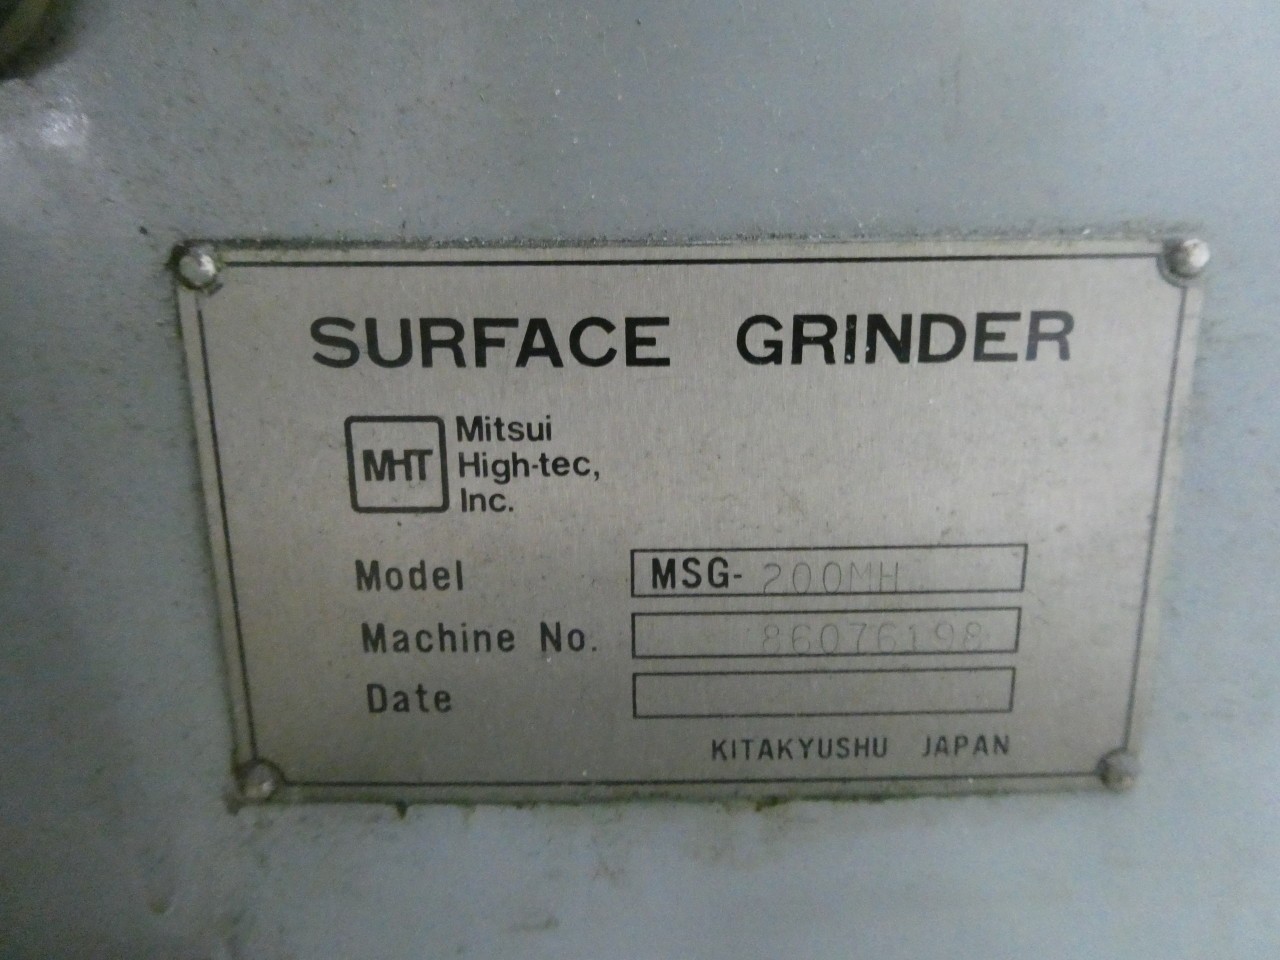 SURFACE GRINDER
MHT
Mitsui
High-tec,
Inc.
Model MSG-200MH
Machine No. 86076198
Date
KITAKYUSHU JAPAN